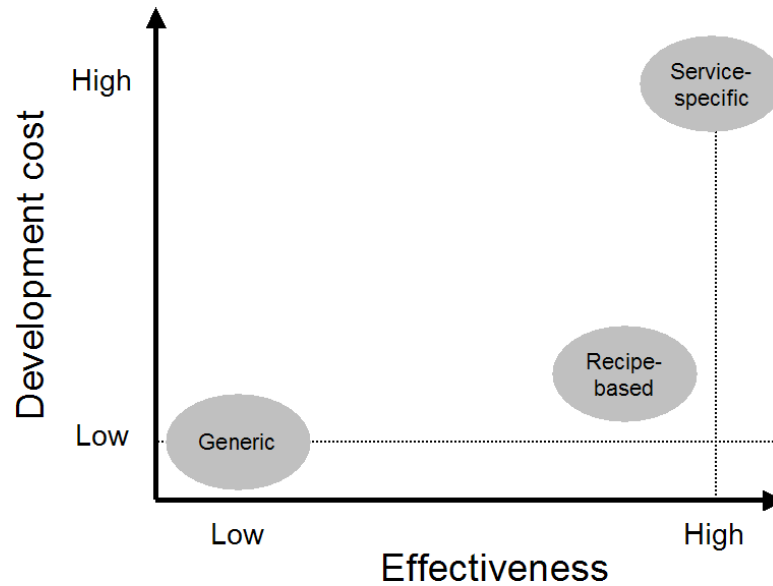 High
Service-
specific
Development cost
Recipe-
based
Low
Generic
Low
High
Effectiveness